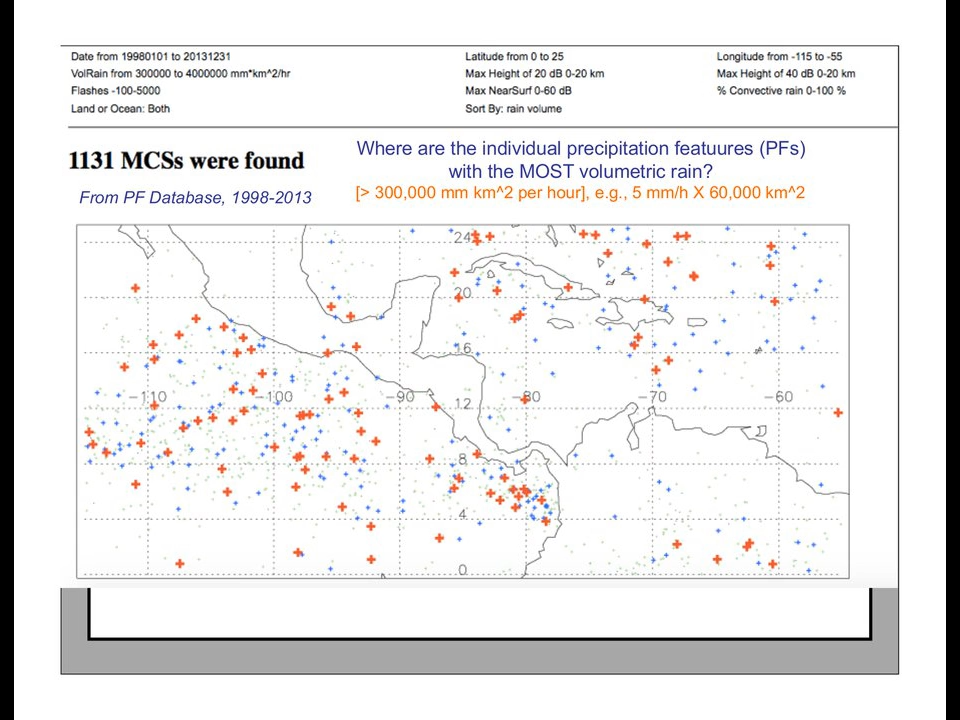 Date from 19980101 to 20131231
Latitude from 0 to 25
Longitude from -115 to -55
VolRain from 300000 to 4000000 mm*km^2/hr
Max Height of 20 dB 0-20 km
Max Height of 40 dB 0-20 km
Flashes -100-5000
Max NearSurf 0-60 dB
% Convective rain 0-100 %
Land or Ocean: Both
Sort By: rain volume
1131 MCSs were found
Where are the individual precipitation featuures (PFs)
with the MOST volumetric rain?
From PF Database, 1998-2013
[> 300,000 mm km^2 per hour], e.g., 5 mm/h X 60,000 km^2
24
20
16
-110
-100
-90
-80
-70
-60
12
8
4
0